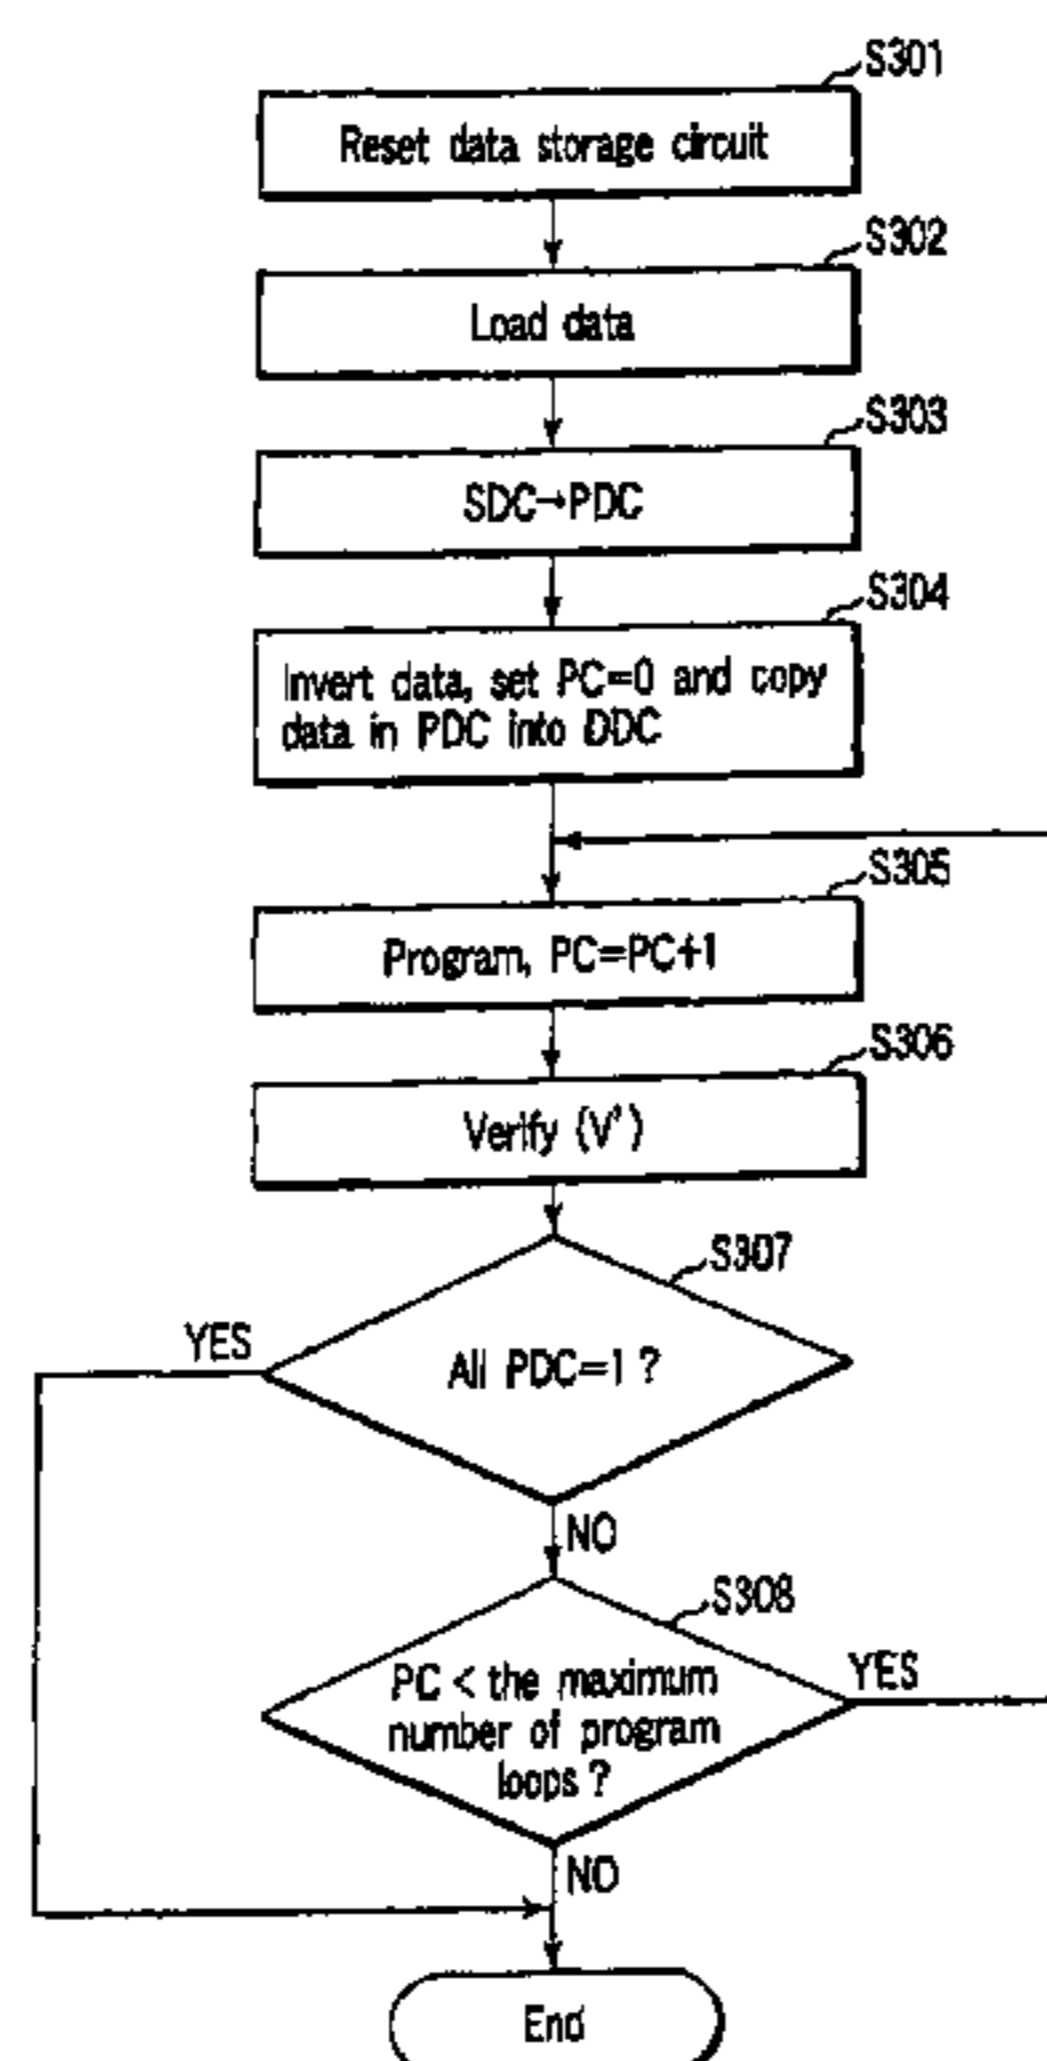 S301
Reset data storage circuit
S302
Load data
S303
SDC→PDC
S304
Invert data, set PC=0 and copy
data in PDC into DDC
S305
Program, PC=PC+1
S306
Verify (V')
S307
YES
All PDC=1 ?
NO
S308
PC < the maximum
number of program
loops ?
YES
NO
End